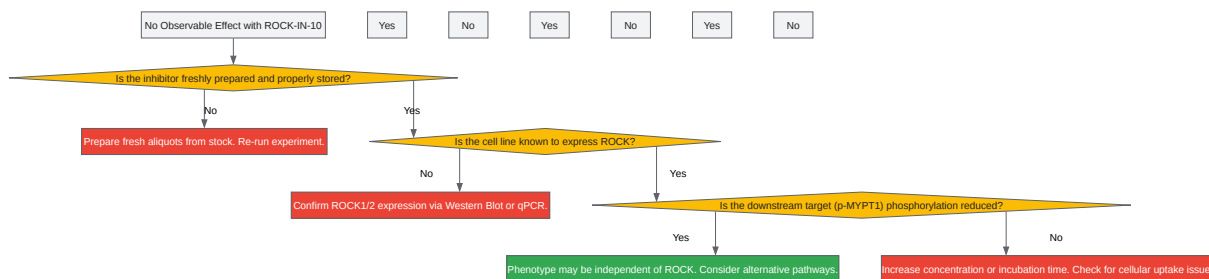 No Observable Effect with ROCK-IN-10
Yes
No
Yes
No
Yes
No
Is the inhibitor freshly prepared and properly stored?
No
Yes
Prepare fresh aliquots from stock. Re-run experiment.
Is the cell line known to express ROCK?
No
Yes
Confirm ROCK1/2 expression via Western Blot or qPCR.
Is the downstream target (p-MYPT1) phosphorylation reduced?
Yes
No
Phenotype may be independent of ROCK. Consider alternative pathways.
Increase concentration or incubation time. Check for cellular uptake issue